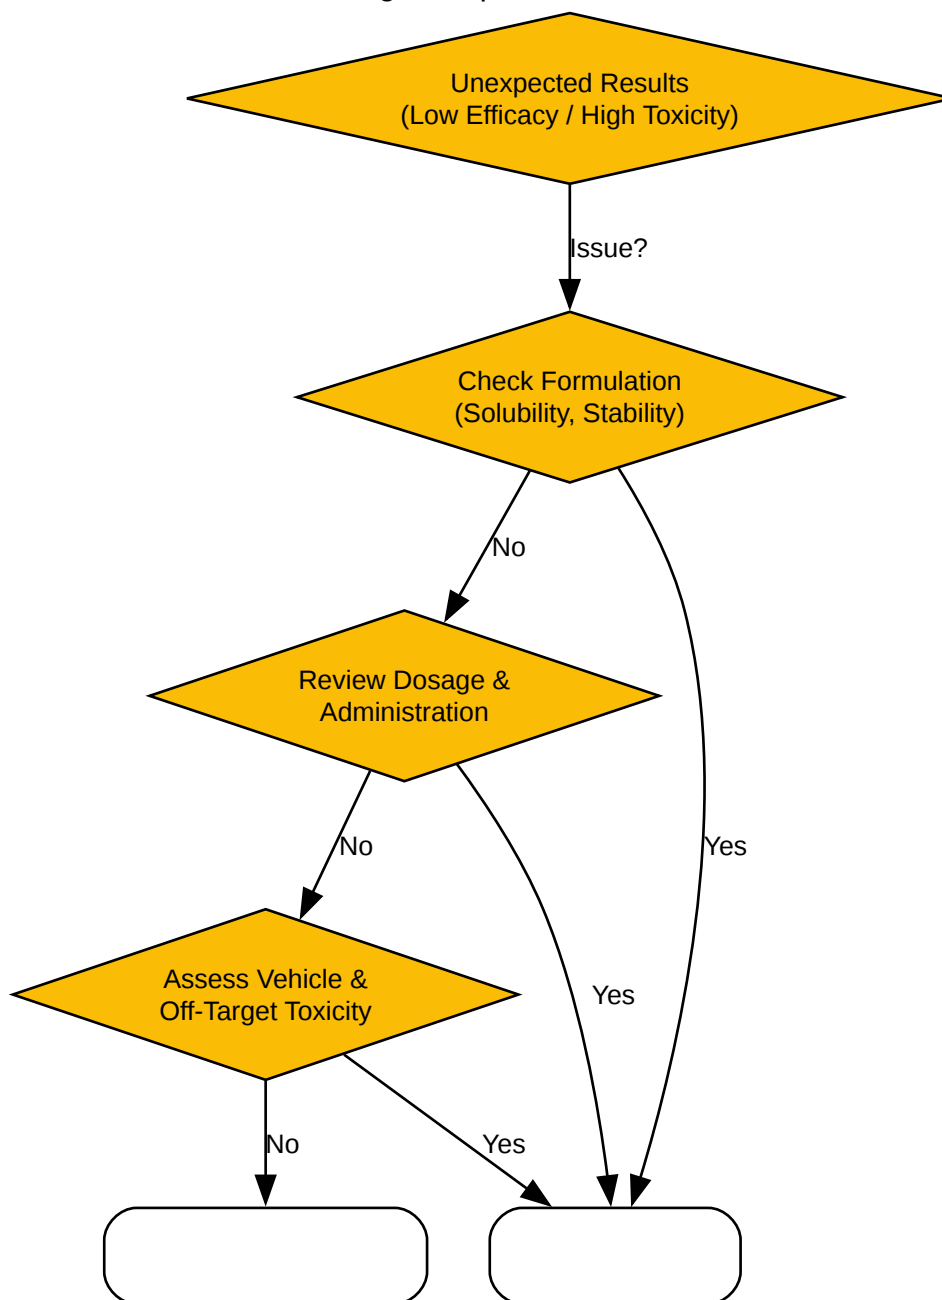 Unexpected Results
(Low Efficacy / High Toxicity)
Issue?
Check Formulation
(Solubility, Stability)
No
Review Dosage &
Administration
No
Yes
Assess Vehicle &
Off-Target Toxicity
Yes
No
Yes